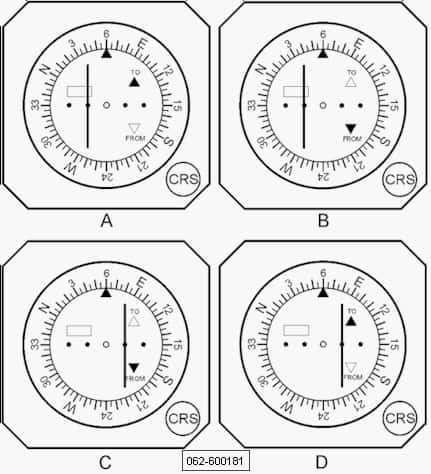 6
3 E
N 12
TO
33 15
FROM
30 S
W 21
24
CRS
A
6
3 E
N 12
TO
33 15
FROM
30 S
W 21
24
CRS
B
6
3 E
N 12
TO
33 15
FROM
30 S
W 21
24
CRS
C
6
3 E
N 12
TO
33 15
FROM
30 S
W 21
24
CRS
D
062-600181